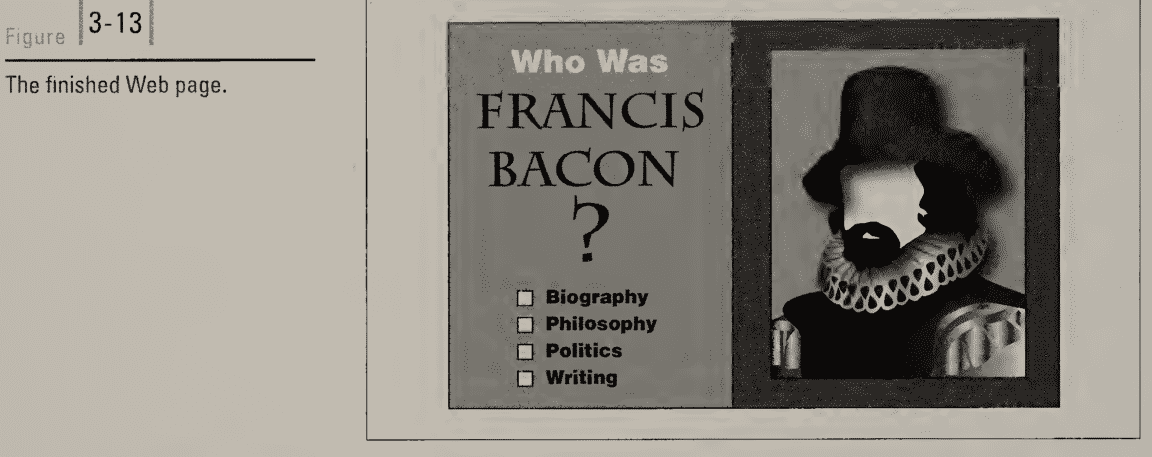 Figure 3-13
The finished Web page.
Who Was
FRANCIS
BACON
?
Biography
Philosophy
Politics
Writing